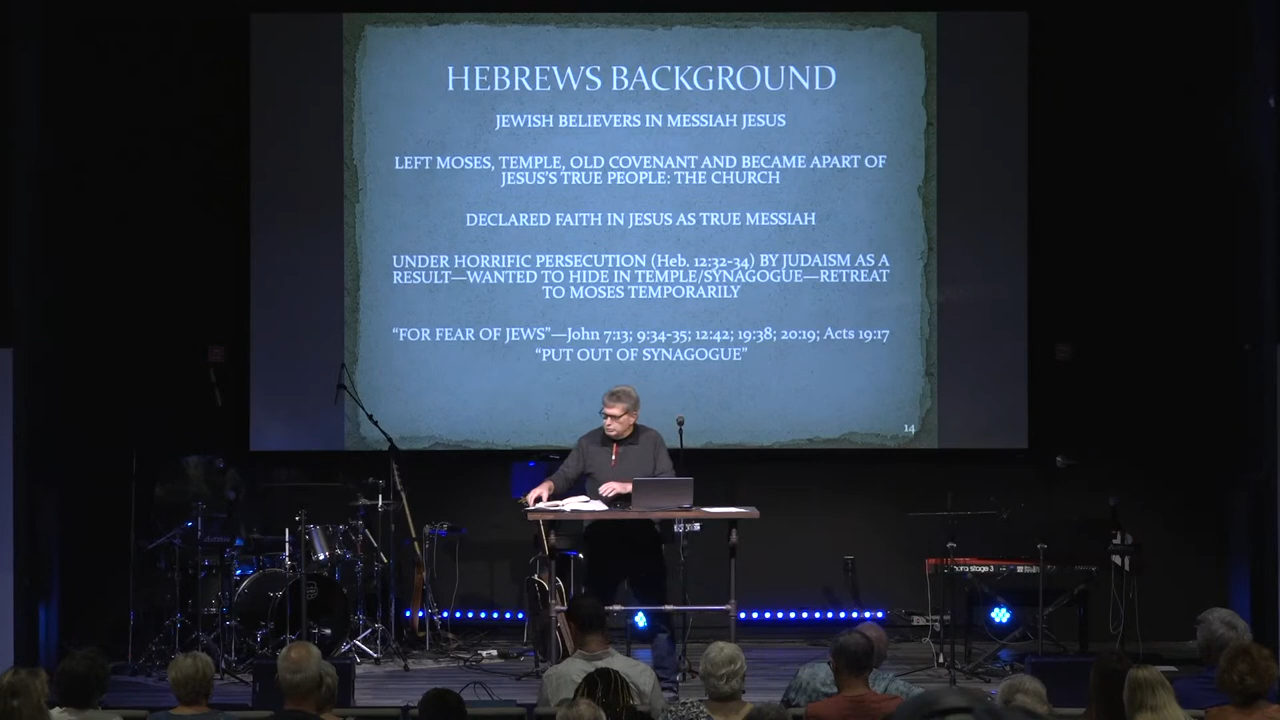 HEBREWS BACKGROUND
JEWISH BELIEVERS IN MESSIAH JESUS
LEFT MOSES, TEMPLE, OLD COVENANT AND BECAME APART OF
JESUS'S TRUE PEOPLE: THE CHURCH
DECLARED FAITH IN JESUS AS TRUE MESSIAH
UNDER HORRIFIC PERSECUTION (Heb. 12:32-34) BY JUDAISM AS A
RESULT—WANTED TO HIDE IN TEMPLE/SYNAGOGUE—RETREAT
TO MOSES TEMPORARILY
“FOR FEAR OF JEWS”—John 7:13; 9:34-35; 12:42; 19:38; 20:19; Acts 19:17
“PUT OUT OF SYNAGOGUE”
14
stage 3